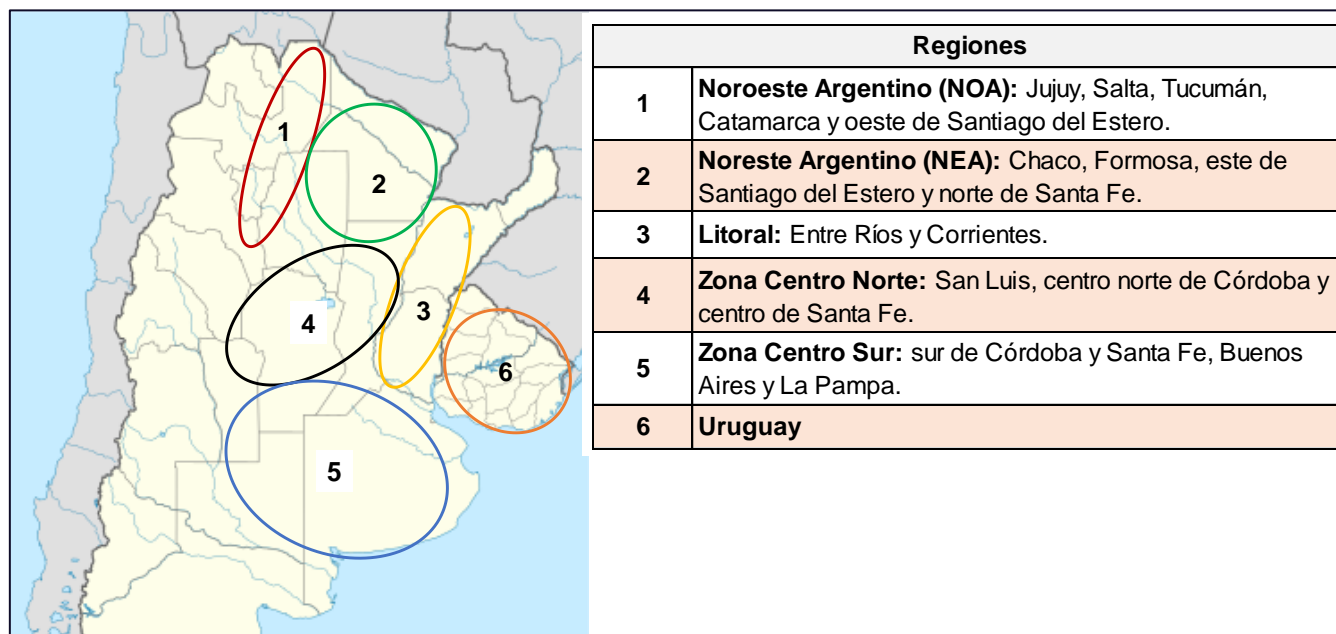 1
2
3
4
5
6
Regiones
1
Noroeste Argentino (NOA): Jujuy, Salta, Tucumán,
Catamarca y oeste de Santiago del Estero.
2
Noreste Argentino (NEA): Chaco, Formosa, este de
Santiago del Estero y norte de Santa Fe.
3
Litoral: Entre Ríos y Corrientes.
4
Zona Centro Norte: San Luis, centro norte de Córdoba y
centro de Santa Fe.
5
Zona Centro Sur: sur de Córdoba y Santa Fe, Buenos
Aires y La Pampa.
6
Uruguay